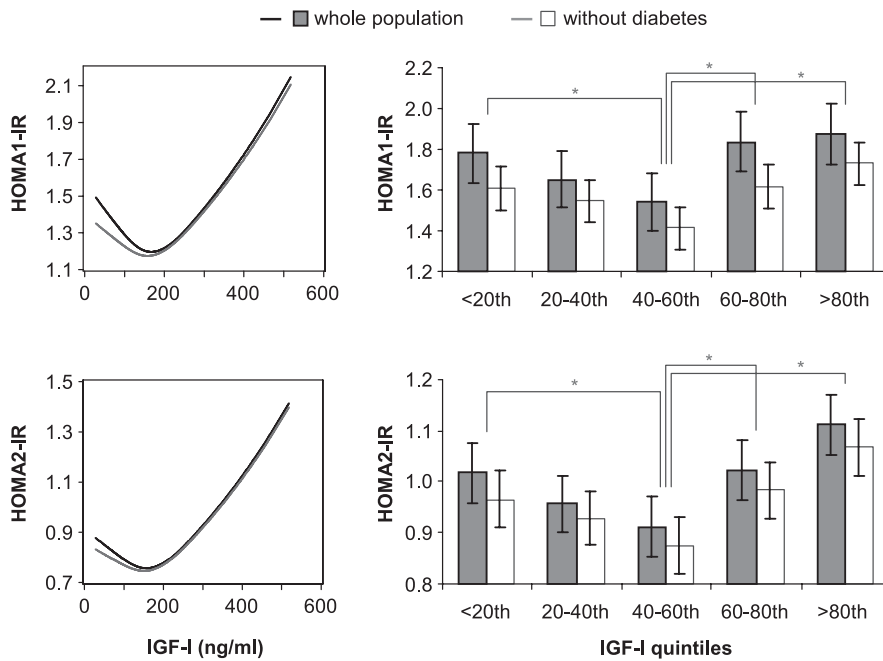 whole population without diabetes
HOMA1-IR
2.1
1.9
1.7
1.5
1.3
1.1
0 200 400 600
HOMA1-IR
2.2
2.0
1.8
1.6
1.4
1.2
* * *
<20th 20-40th 40-60th 60-80th >80th
HOMA2-IR
1.5
1.3
1.1
0.9
0.7
0 200 400 600
IGF-I (ng/ml)
HOMA2-IR
1.2
1.1
1.0
0.9
0.8
* * *
<20th 20-40th 40-60th 60-80th >80th
IGF-I quintiles